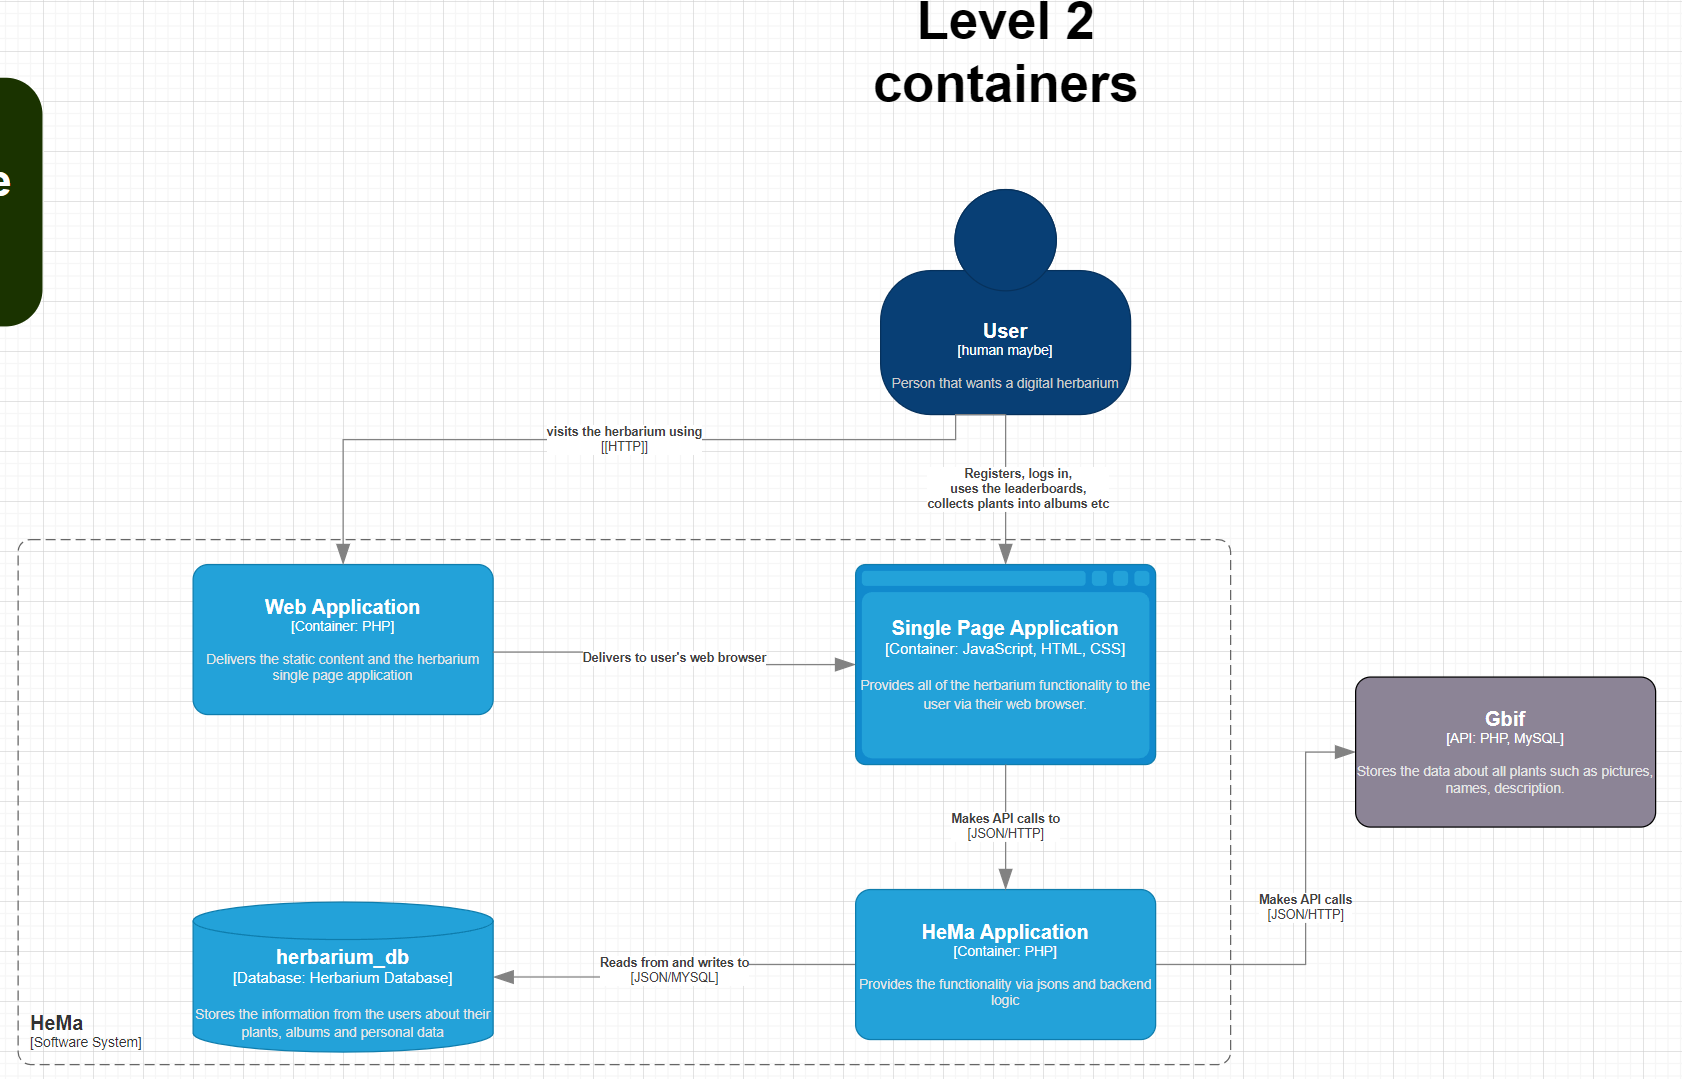 Level 2
containers
e
User
[human maybe]
Person that wants a digital herbarium
visits the herbarium using
[[HTTP]]
Registers, logs in,
uses the leaderboards,
collects plants into albums etc
Web Application
[Container: PHP]
Delivers the static content and the herbarium
single page application
Delivers to user's web browser
Single Page Application
[Container: JavaScript, HTML, CSS]
Provides all of the herbarium functionality to the
user via their web browser.
Gbif
[API: PHP, MySQL]
Stores the data about all plants such as pictures,
names, description.
Makes API calls to
[JSON/HTTP]
Makes API calls
[JSON/HTTP]
herbarium_db
[Database: Herbarium Database]
Stores the information from the users about their
plants, albums and personal data
Reads from and writes to
[JSON/MYSQL]
HeMa Application
[Container: PHP]
Provides the functionality via jsons and backend
logic
HeMa
[Software System]